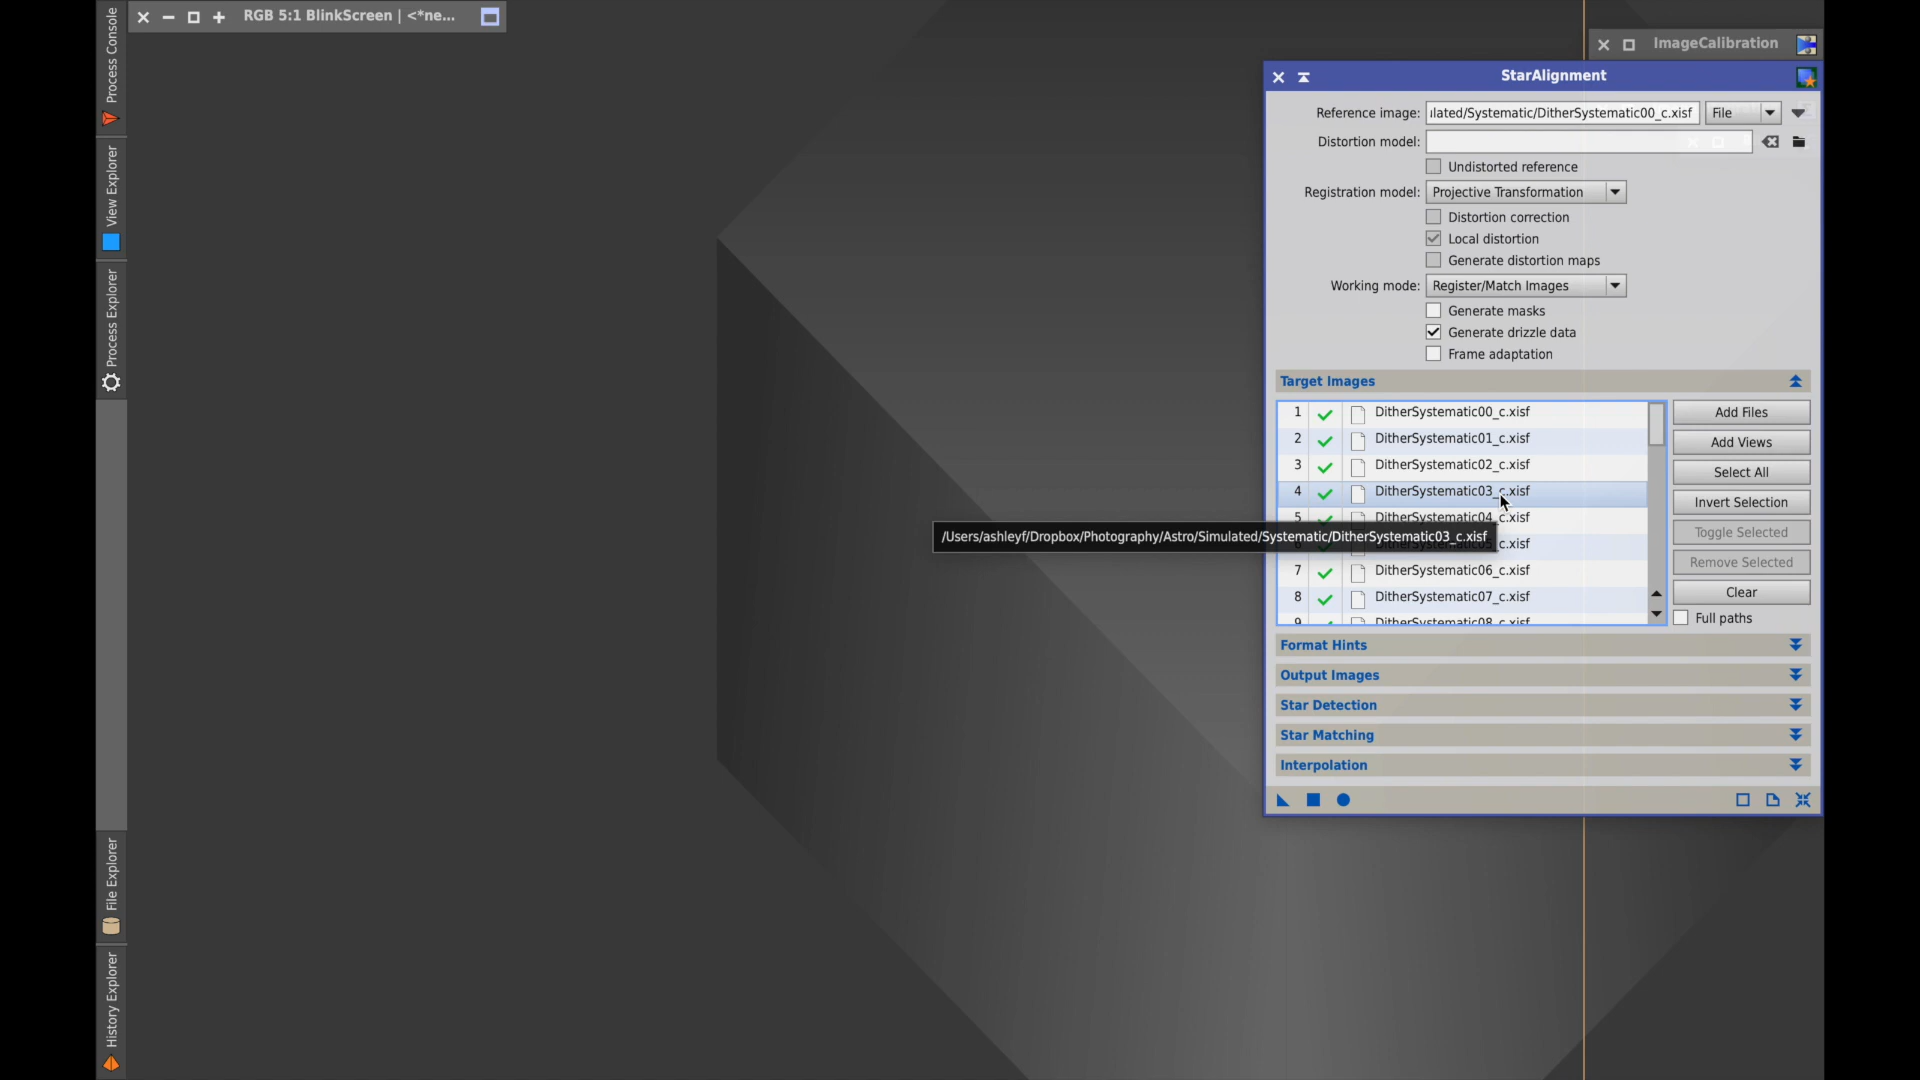 RGB 5:1 BlinkScreen | <*ne...
Process Console
View Explorer
Process Explorer
File Explorer
History Explorer
ImageCalibration
StarAlignment
Reference image: ılated/Systematic/DitherSystematic00_c.xisf File
Distortion model:
Undistorted reference
Registration model: Projective Transformation
Distortion correction
Local distortion
Generate distortion maps
Working mode: Register/Match Images
Generate masks
Generate drizzle data
Frame adaptation
Target Images
1 DitherSystematic00_c.xisf
2 DitherSystematic01_c.xisf
3 DitherSystematic02_c.xisf
4 DitherSystematic03_c.xisf
5 DitherSystematic04_c.xisf
/Users/ashleyf/Dropbox/Photography/Astro/Simulated/Systematic/DitherSystematic03_c.xisf
7 DitherSystematic06_c.xisf
8 DitherSystematic07_c.xisf
9 DitherSystematic08_c.xisf
Add Files
Add Views
Select All
Invert Selection
Toggle Selected
Remove Selected
Clear
Full paths
Format Hints
Output Images
Star Detection
Star Matching
Interpolation